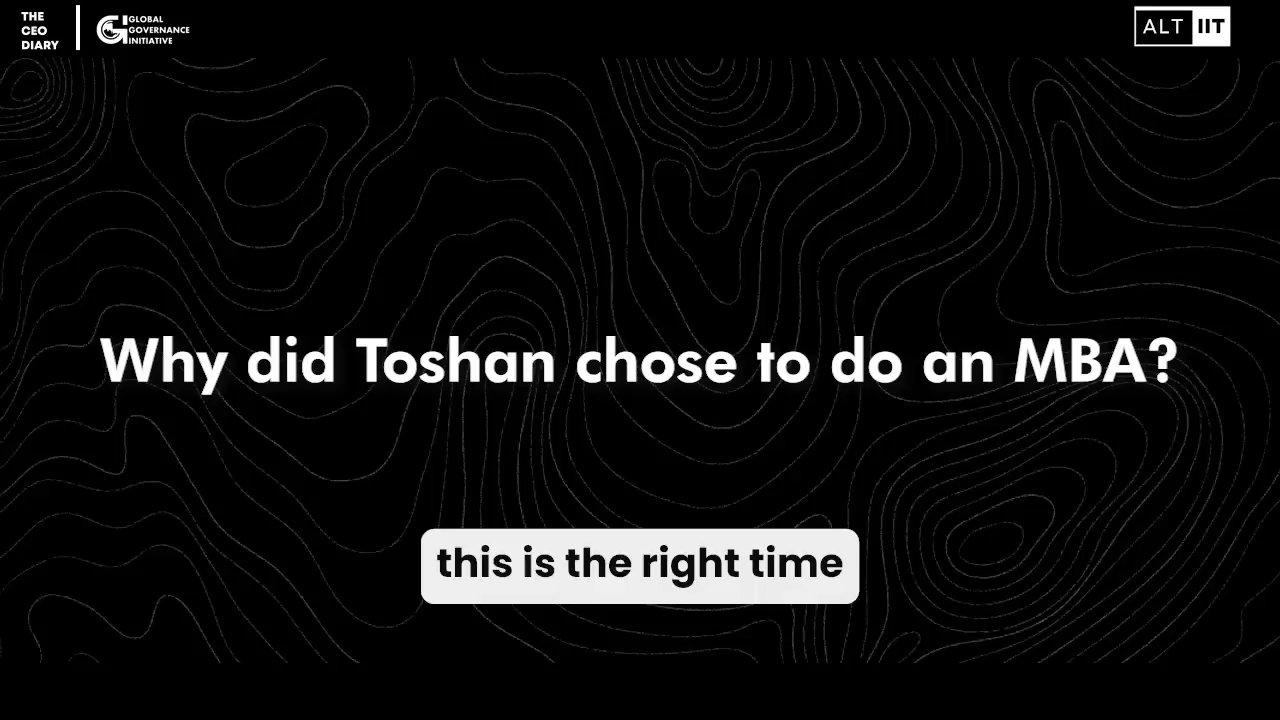 THE
CEO
DIARY
GLOBAL
GOVERNANCE
INITIATIVE
ALT IIT
Why did Toshan chose to do an MBA?
this is the right time